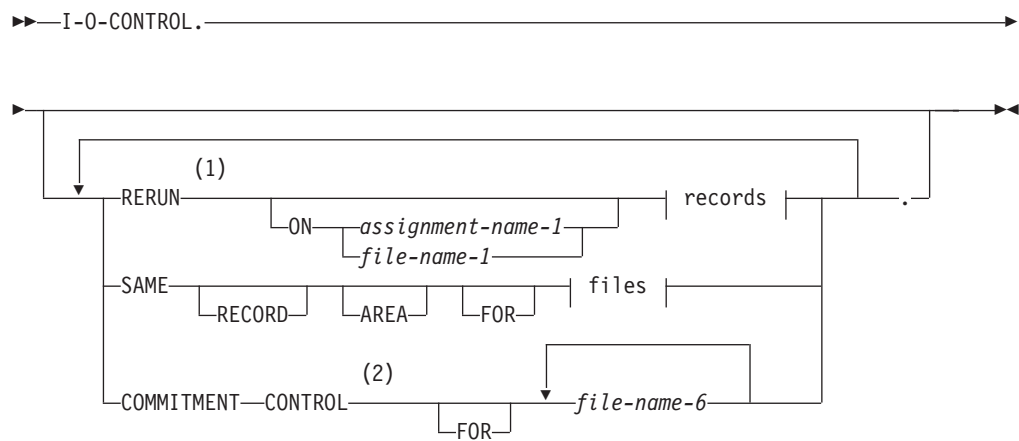 I-O-CONTROL.
(1)
RERUN records
ON assignment-name-1 .
file-name-1
SAME files
RECORD AREA FOR
(2)
COMMITMENT CONTROL file-name-6
FOR